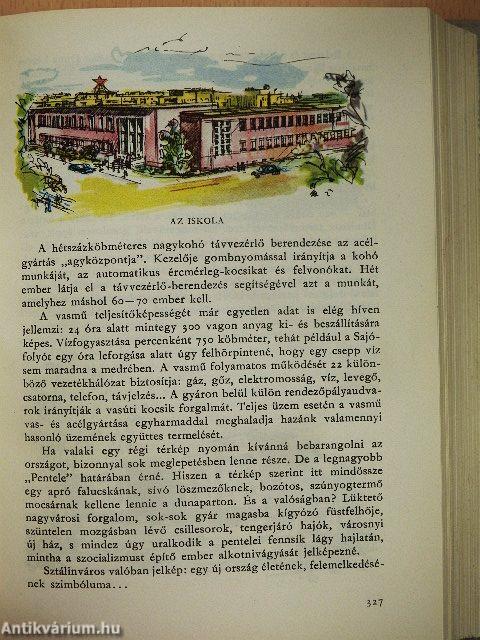 AZ ISKOLA
A hétszázköbméteres nagykohó távvezérlő berendezése az acél-
gyártás „agyközpontja". Kezelője gombnyomással irányítja a kohó
munkáját, az automatikus ércmérleg-kocsikat és felvonókat. Hét
ember látja el a távvezérlő-berendezés segítségével azt a munkát,
amelyhez máshol 60—70 ember kell.
A vasmű teljesítőképességét már egyetlen adat is elég híven
jellemzi: 24 óra alatt mintegy 300 vagon anyag ki- és beszállítására
képes. Vízfogyasztása percenként 750 köbméter, tehát például a Sajó-
folyót egy óra leforgása alatt úgy felhörpintené, hogy egy csepp víz
sem maradna a medrében. A vasmű folyamatos működését 22 külön-
böző vezetékhálózat biztosítja: gáz, gőz, elektromosság, víz, levegő,
csatorna, telefon, távjelzés... A gyáron belül külön rendezőpályaudva-
rok irányítják a vasúti kocsik forgalmát. Teljes üzem esetén a vasmű
vas- és acélgyártása egyharmaddal meghaladja hazánk valamennyi
hasonló üzemének együttes termelését.
Ha valaki egy régi térkép nyomán kívánná bebarangolni az
országot, bizonnyal sok meglepetésben lenne része. De a legnagyobb
„Pentele" határában érné. Hiszen a térkép szerint itt mindössze
egy apró falucskának, sívó löszmezőknek, bozótos, szúnyogtermő
mocsárnak kellene lennie a dunaparton. És a valóságban? Lüktető
nagyvárosi forgalom, sok-sok gyár magasba kígyózó füstfelhője,
szüntelen mozgásban lévő csillesorok, tengerjáró hajók, városnyi
új ház, s mindez úgy uralkodik a pentelei fennsík lágy hajlatán,
mintha a szocializmust építő ember alkotnivágyását jelképezné.
Sztálinváros valóban jelkép: egy új ország életének, felemelkedésé-
nek szimbóluma...
327
Antikvárium.hu